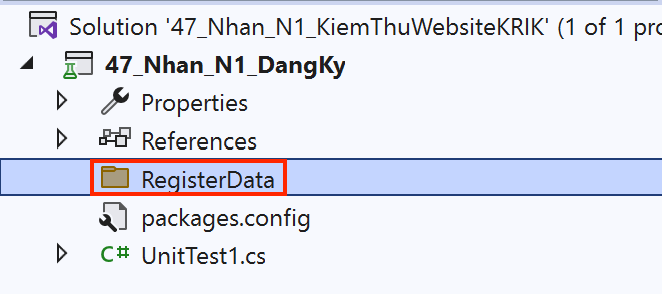 Solution '47_Nhan_N1_KiemThuWebsiteKRIK' (1 of 1 pro
47_Nhan_N1_DangKy
Properties
References
RegisterData
packages.config
C# UnitTest1.cs